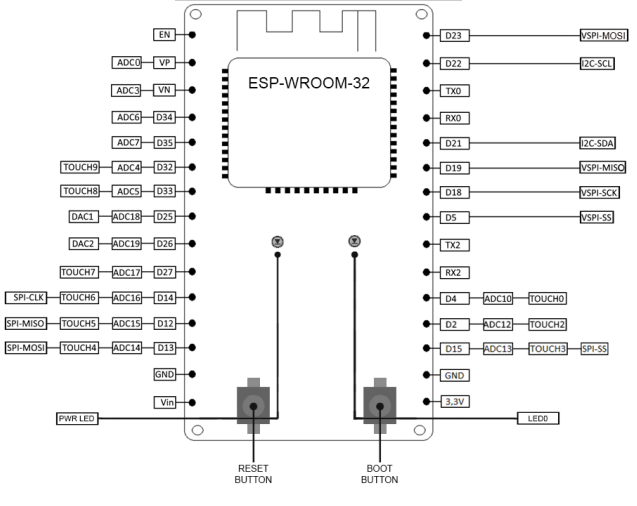 EN
ADC0 VP
ADC3 VN
ADC6 D34
ADC7 D35
TOUCH9 ADC4 D32
TOUCH8 ADC5 D33
DAC1 ADC18 D25
DAC2 ADC19 D26
TOUCH7 ADC17 D27
SPI-CLK TOUCH6 ADC16 D14
SPI-MISO TOUCH5 ADC15 D12
SPI-MOSI TOUCH4 ADC14 D13
GND
Vin
PWR LED
ESP-WROOM-32
D23 VSPI-MOSI
D22 I2C-SCL
TX0
RX0
D21 I2C-SDA
D19 VSPI-MISO
D18 VSPI-SCK
D5 VSPI-SS
TX2
RX2
D4 ADC10 TOUCH0
D2 ADC12 TOUCH2
D15 ADC13 TOUCH3 SPI-SS
GND
3,3V
LED0
RESET
BUTTON
BOOT
BUTTON